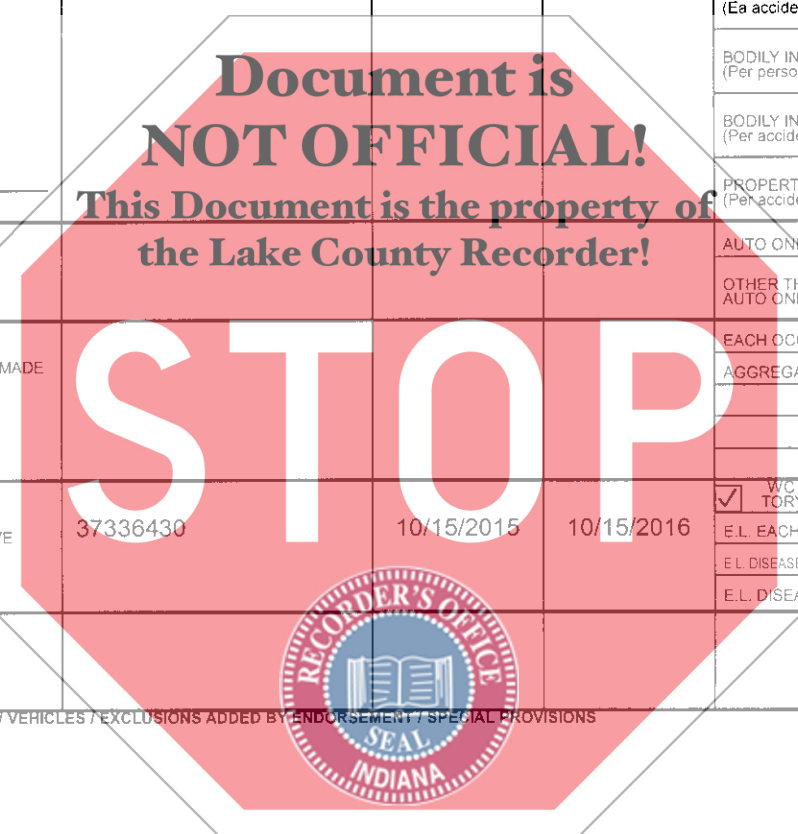 (Ea accide
BODILY IN
(Per perso
BODILY IN
(Per accide
PROPERT
(Per accide
AUTO ONL
OTHER TH
AUTO ONL
EACH OCC
AGGREGA
Document is
NOT OFFICIAL!
This Document is the property of
the Lake County Recorder!
STOP
MADE
WC
TORY
37336430 10/15/2015 10/15/2016
E.L. EACH
E.L. DISEASE
E.L. DISEA
RECORDER'S OFFICE
SEAL
INDIANA
/ VEHICLES / EXCLUSIONS ADDED BY ENDORSEMENT / SPECIAL PROVISIONS